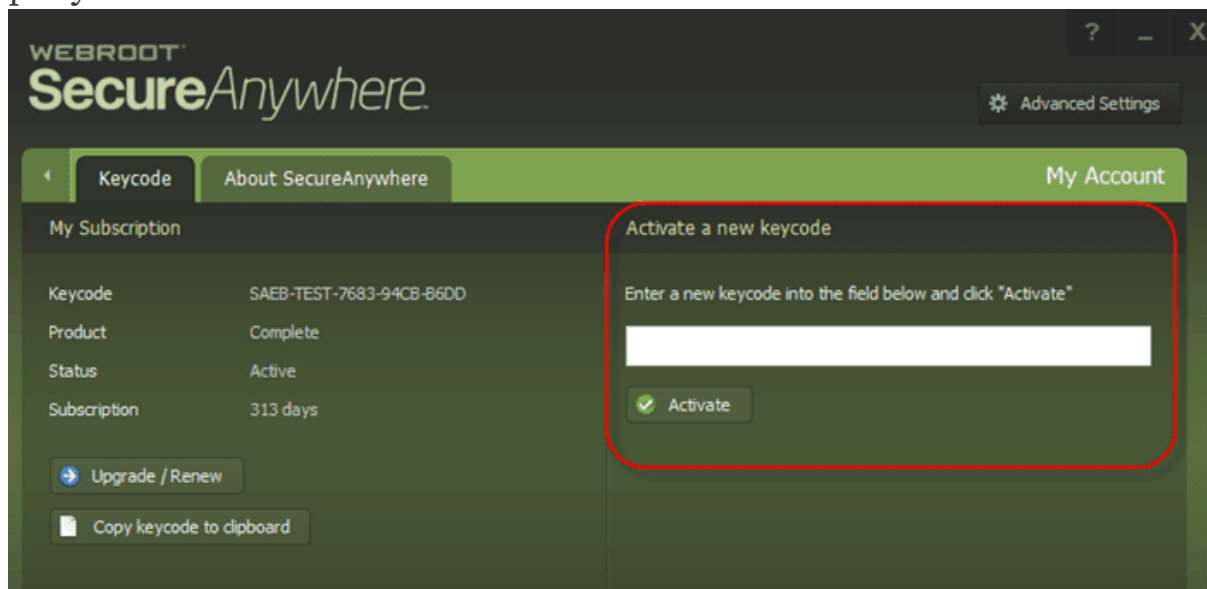 ? _ X
WEBROOT
SecureAnywhere
Advanced Settings
Keycode
About SecureAnywhere
My Account
My Subscription
Keycode SAEB-TEST-7683-94CB-B6DD
Product Complete
Status Active
Subscription 313 days
Upgrade / Renew
Copy keycode to clipboard
Activate a new keycode
Enter a new keycode into the field below and click "Activate"
Activate